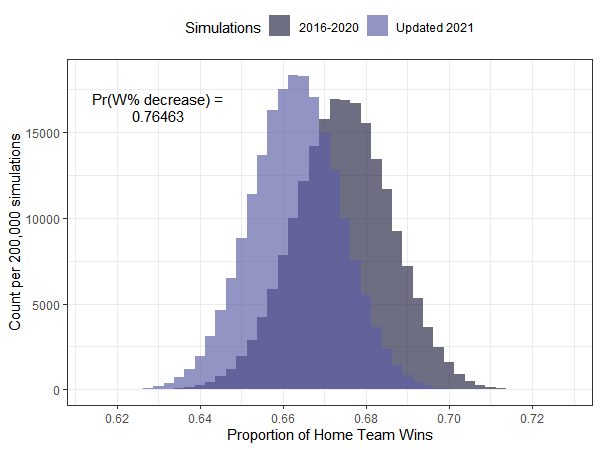 Simulations 2016-2020 Updated 2021
Pr(W% decrease) =
0.76463
Count per 200,000 simulations
15000
10000
5000
0
0.62 0.64 0.66 0.68 0.70 0.72
Proportion of Home Team Wins